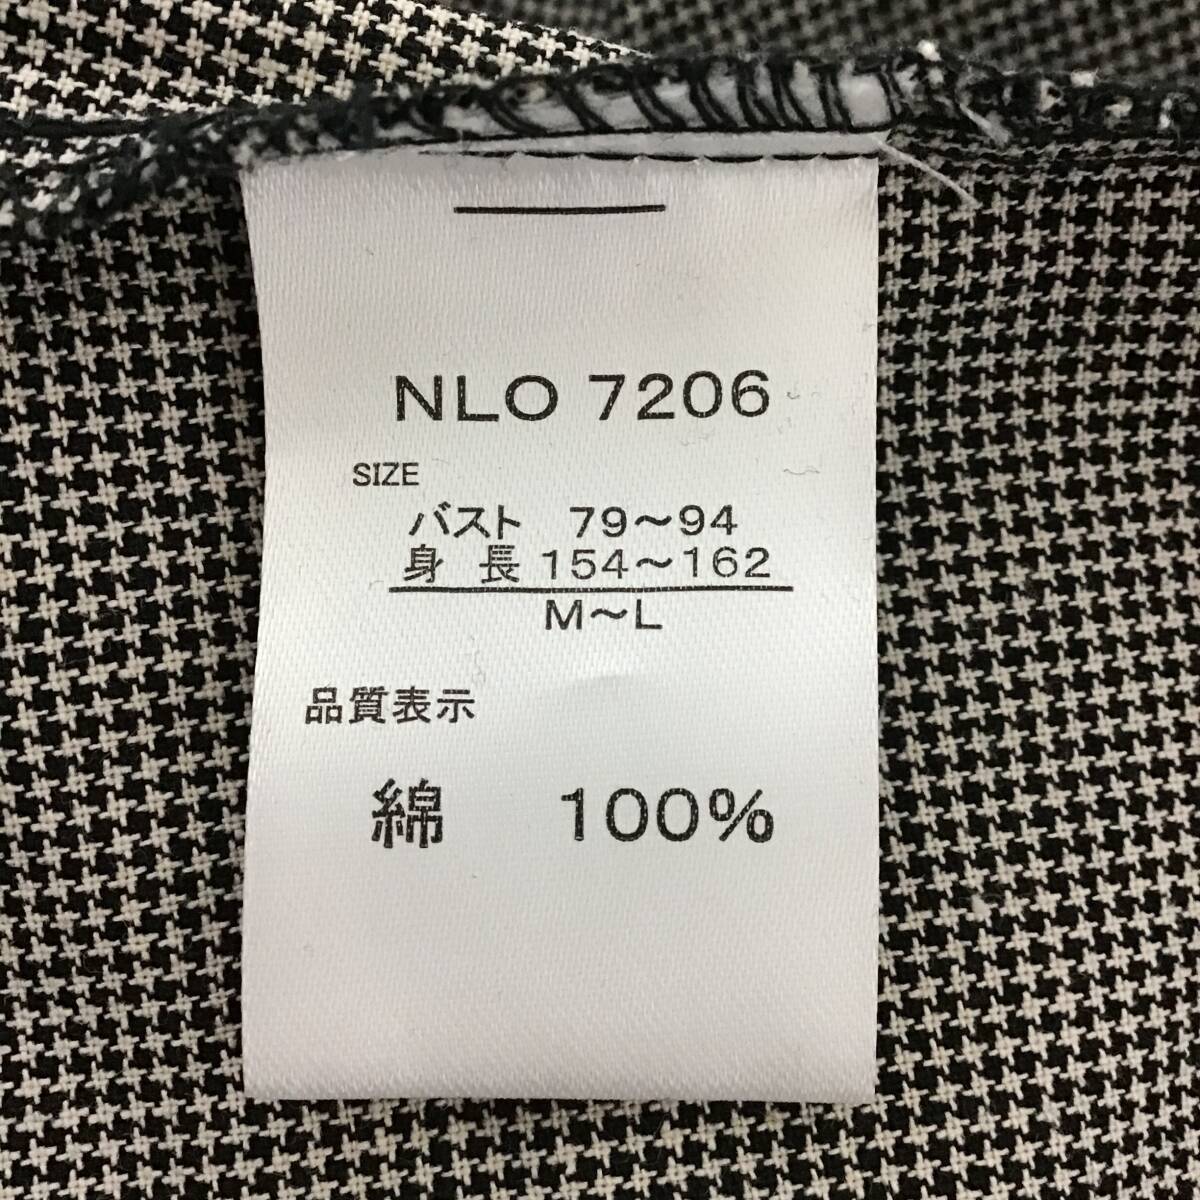 NLO 7206
SIZE
バスト 79～94
身 長 154～162
M～L
品質表示
綿 100%